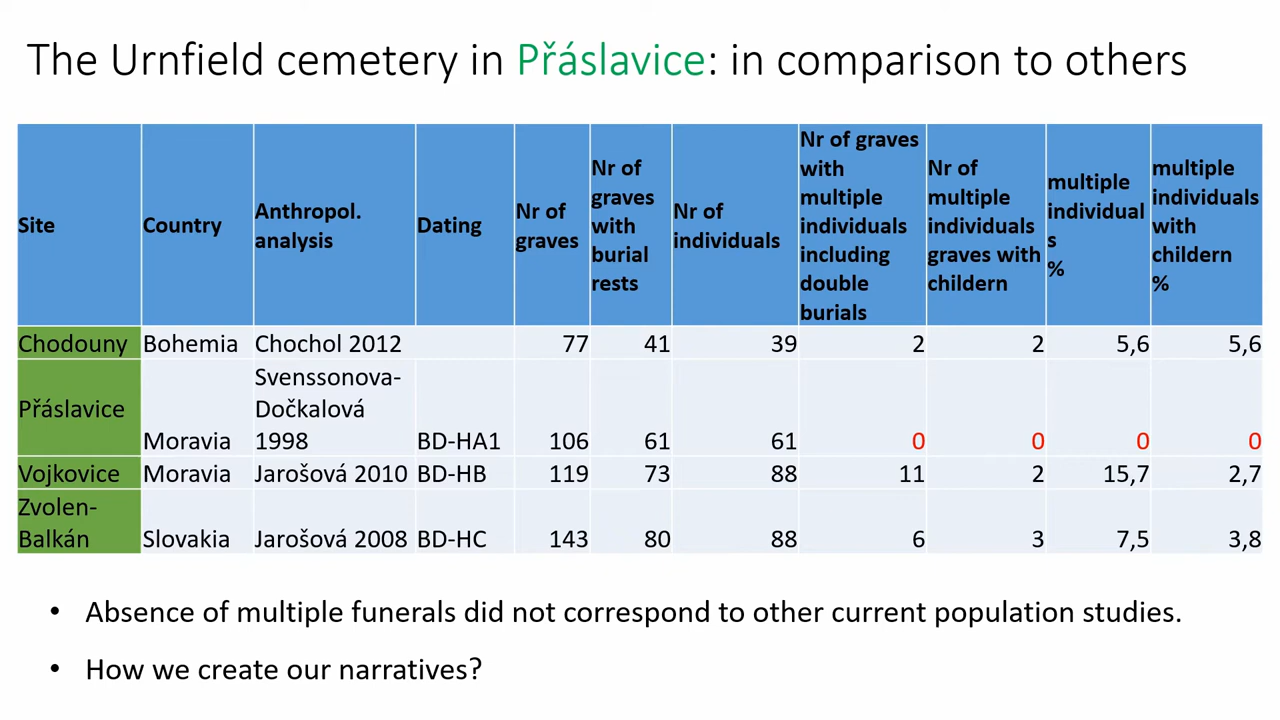 The Urnfield cemetery in Přáslavice: in comparison to others
Site Country Anthropol. analysis Dating Nr of graves Nr of graves with burial rests Nr of individuals Nr of graves with multiple individuals including double burials Nr of multiple individuals graves with childern multiple individuals % multiple individuals with childern %
Chodouny Bohemia Chochol 2012 77 41 39 2 2 5,6 5,6
Přáslavice Moravia Svenssonova-Dočkalová 1998 BD-HA1 106 61 61 0 0 0 0
Vojkovice Moravia Jarošová 2010 BD-HB 119 73 88 11 2 15,7 2,7
Zvolen-Balkán Slovakia Jarošová 2008 BD-HC 143 80 88 6 3 7,5 3,8
• Absence of multiple funerals did not correspond to other current population studies.
• How we create our narratives?